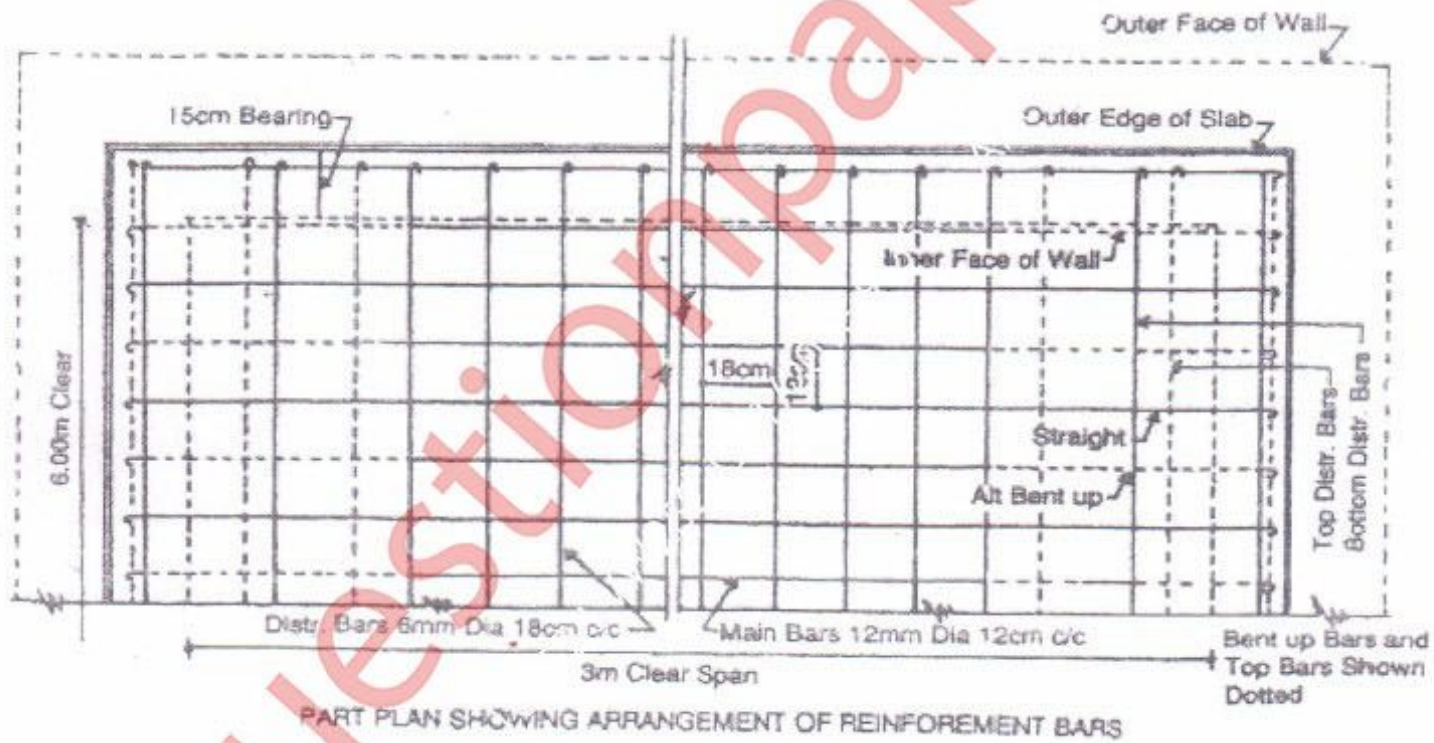 Outer Face of Wall
15cm Bearing
Outer Edge of Slab
Inner Face of Wall
6.00m Clear
18cm
Straight
Alt Bent up
Top Distr. Bars
Bottom Distr. Bars
Distr. Bars 6mm Dia 18cm c/c
Main Bars 12mm Dia 12cm c/c
3m Clear Span
Bent up Bars and
Top Bars Shown
Dotted
PART PLAN SHOWING ARRANGEMENT OF REINFOREMENT BARS
uestionpap